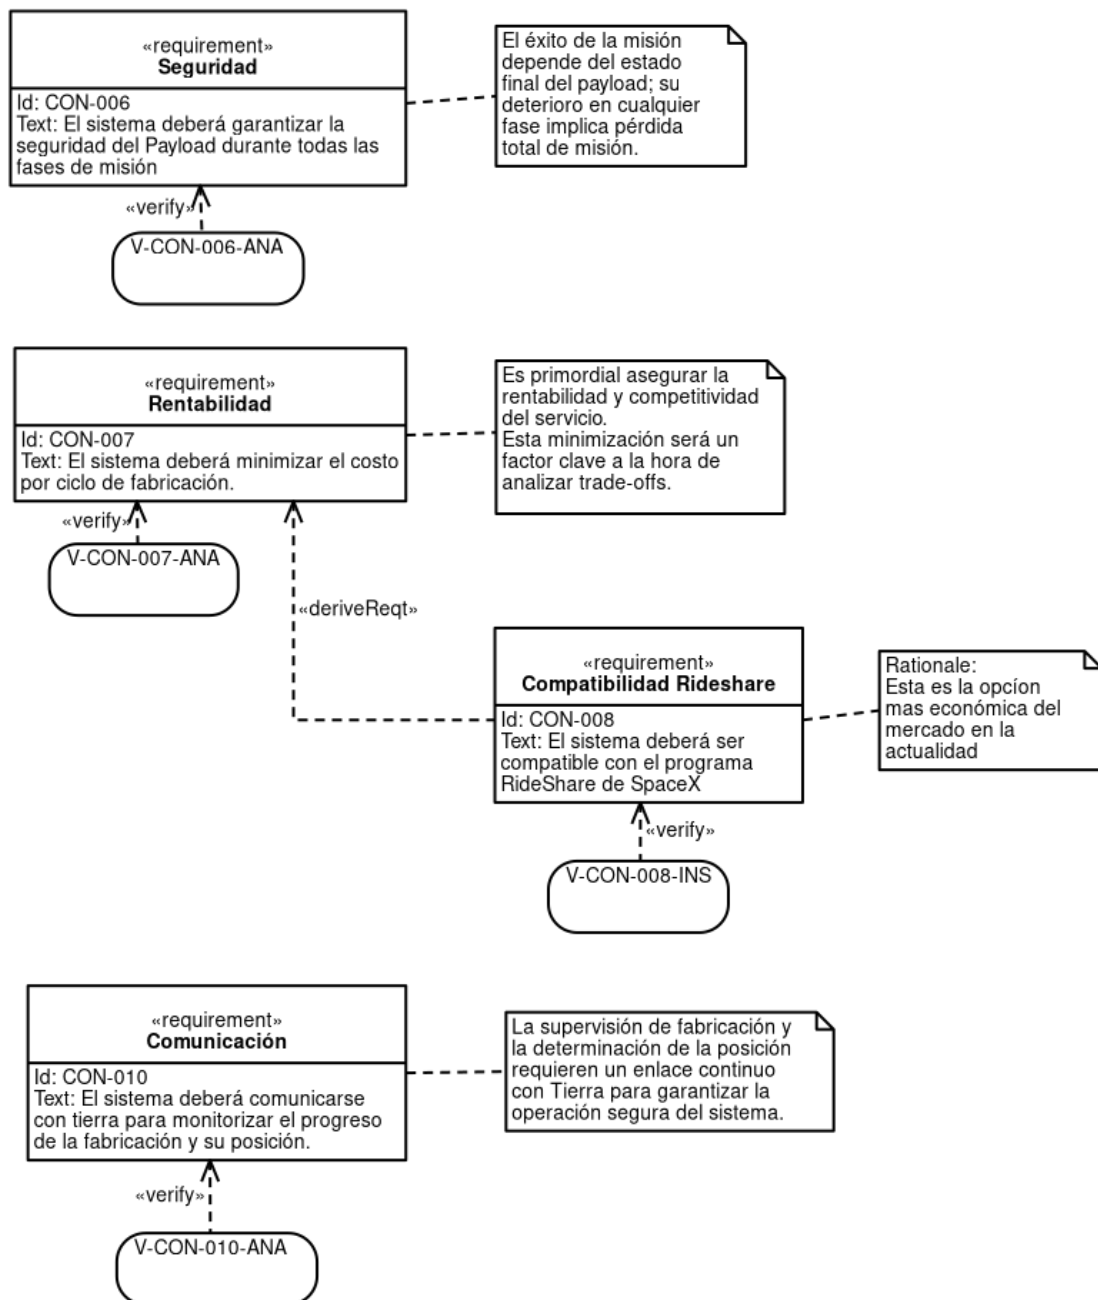 «requirement»
Seguridad
Id: CON-006
Text: El sistema deberá garantizar la
seguridad del Payload durante todas las
fases de misión
El éxito de la misión
depende del estado
final del payload; su
deterioro en cualquier
fase implica pérdida
total de misión.
«verify»
V-CON-006-ANA
«requirement»
Rentabilidad
Id: CON-007
Text: El sistema deberá minimizar el costo
por ciclo de fabricación.
Es primordial asegurar la
rentabilidad y competitividad
del servicio.
Esta minimización será un
factor clave a la hora de
analizar trade-offs.
«verify»
V-CON-007-ANA
«deriveReqt»
«requirement»
Compatibilidad Rideshare
Id: CON-008
Text: El sistema deberá ser
compatible con el programa
RideShare de SpaceX
Rationale:
Esta es la opcíon
mas económica del
mercado en la
actualidad
«verify»
V-CON-008-INS
«requirement»
Comunicación
Id: CON-010
Text: El sistema deberá comunicarse
con tierra para monitorizar el progreso
de la fabricación y su posición.
La supervisión de fabricación y
la determinación de la posición
requieren un enlace continuo
con Tierra para garantizar la
operación segura del sistema.
«verify»
V-CON-010-ANA